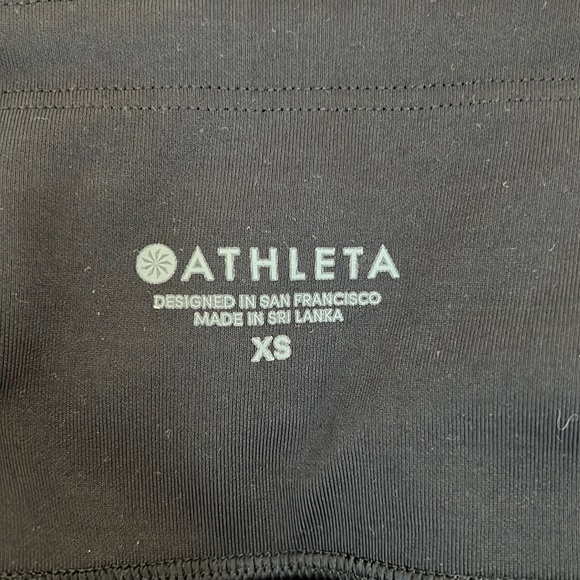 ATHLETA
DESIGNED IN SAN FRANCISCO
MADE IN SRI LANKA
XS